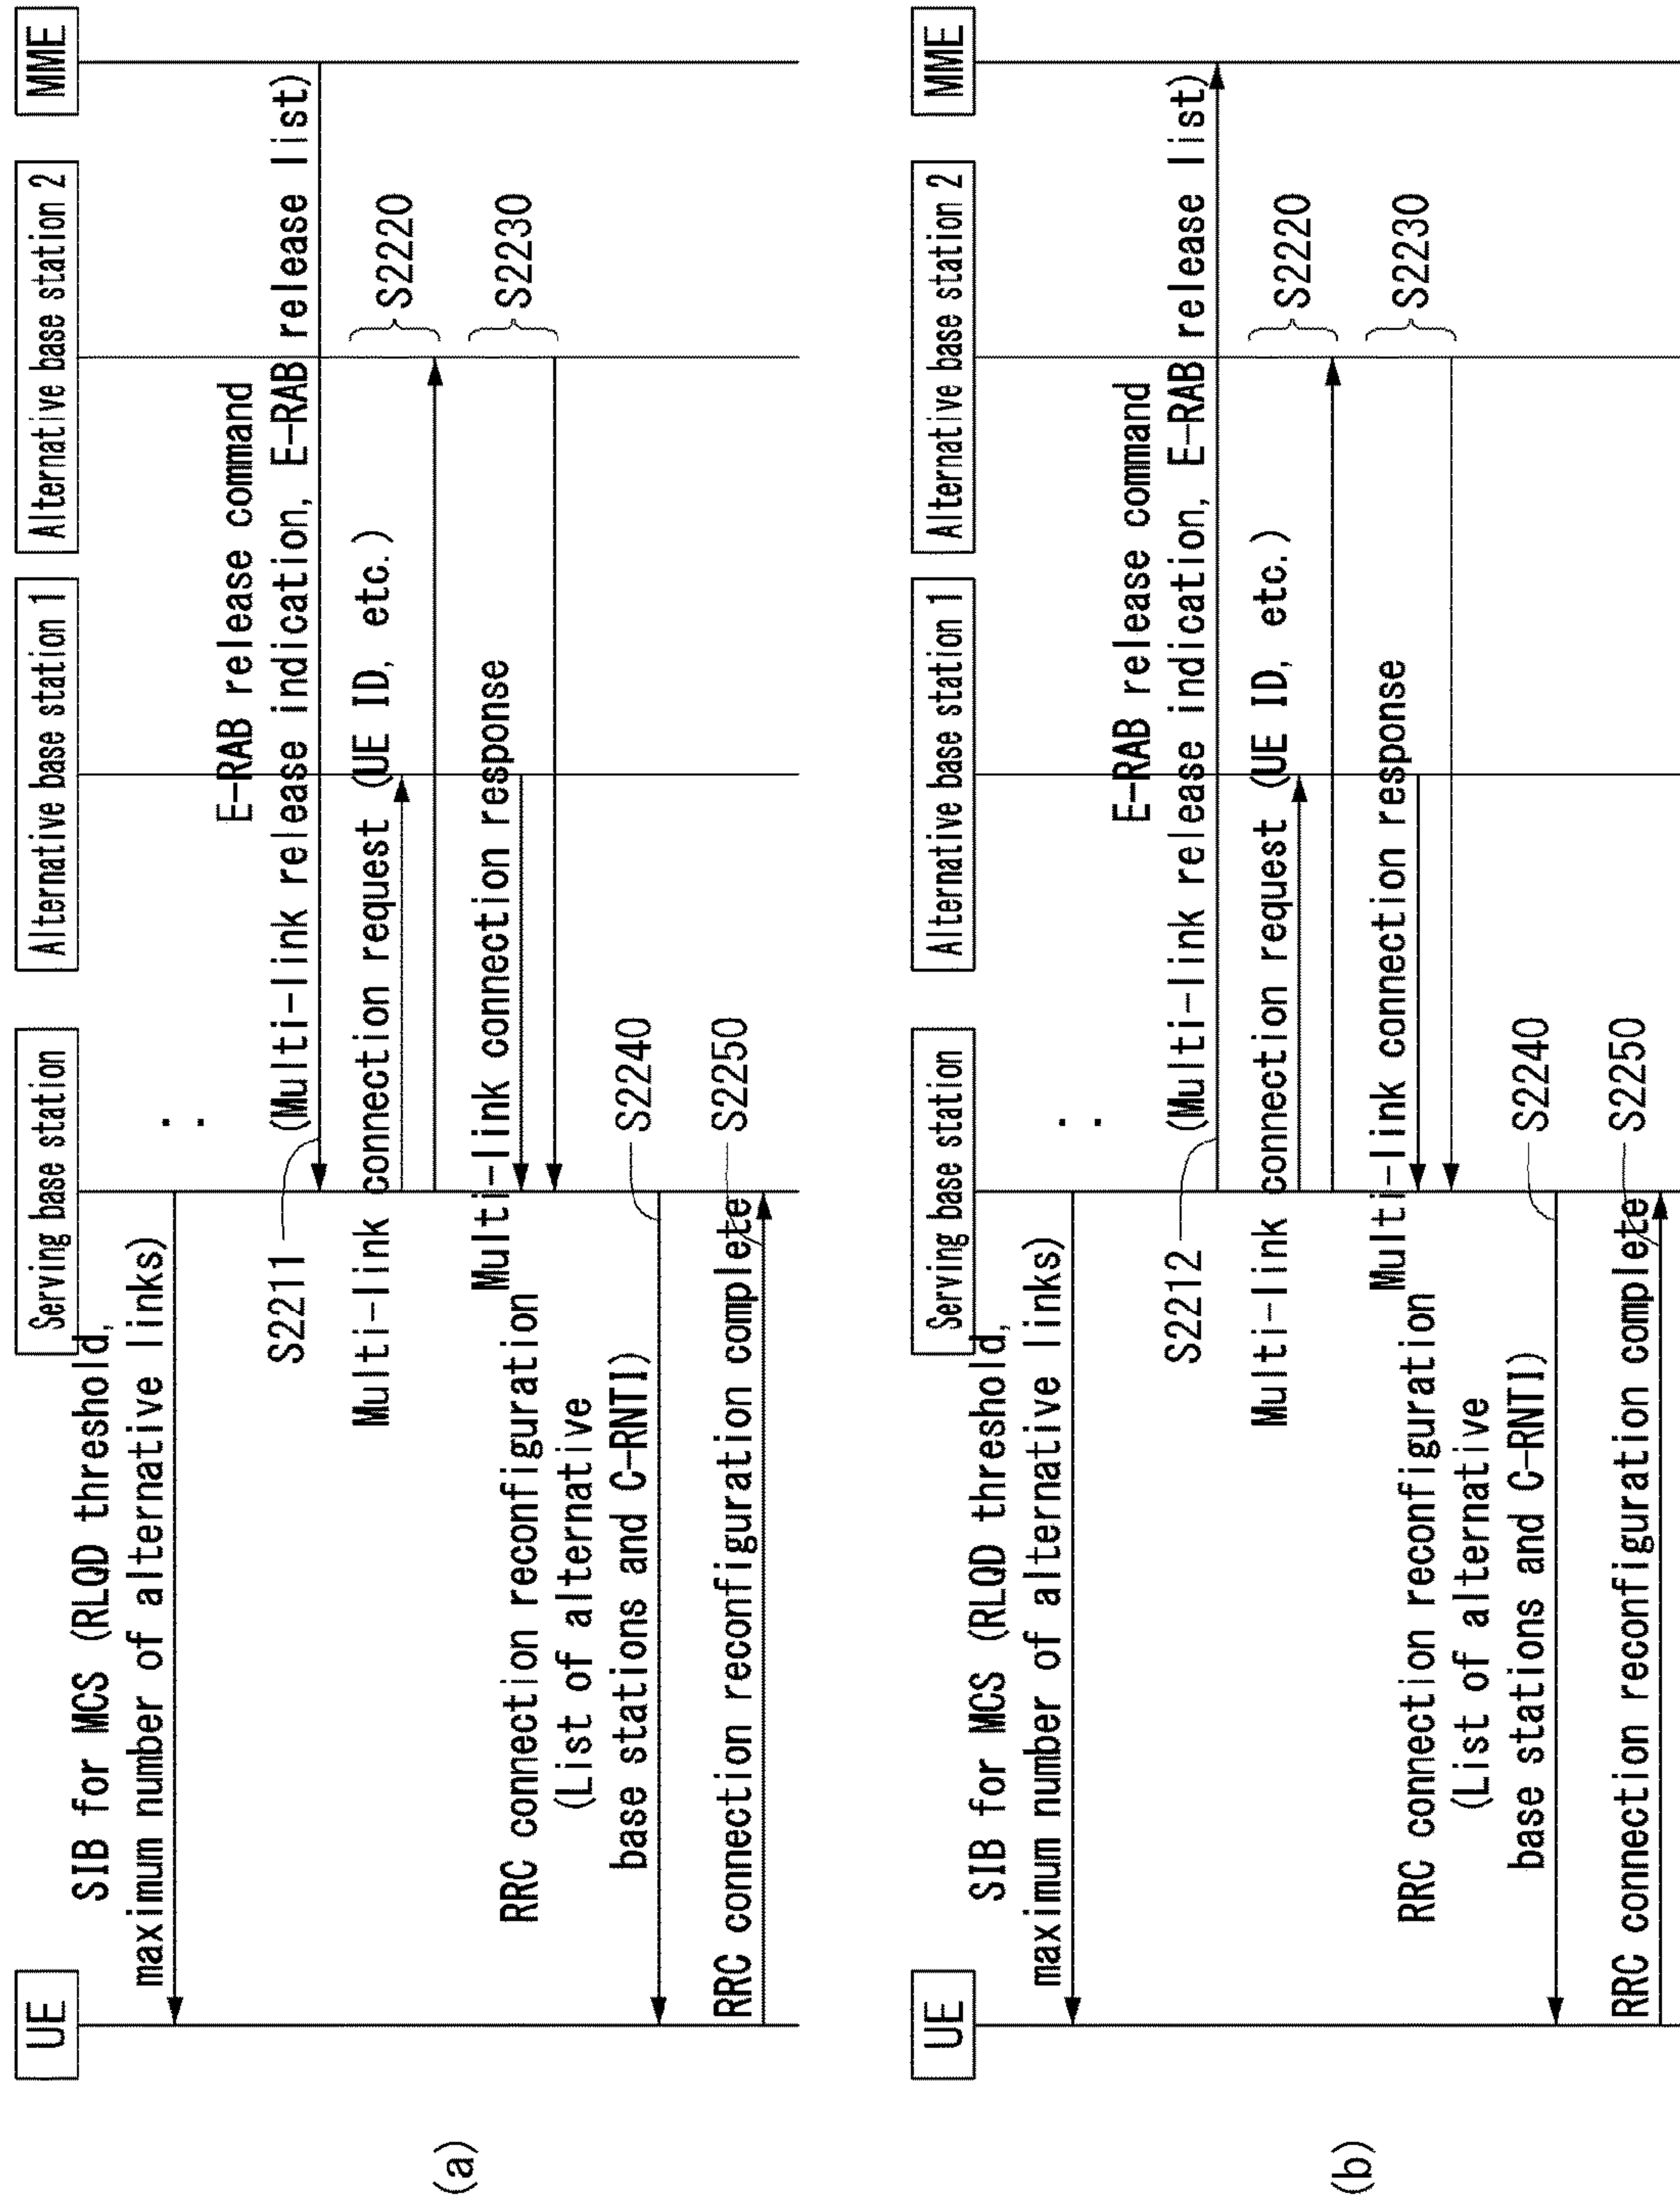 (a)
UE
Serving base station
Alternative base station 1
Alternative base station 2
MME
SIB for MCS (RLQD threshold,
maximum number of alternative links)
E-RAB release command
(Multi-link release indication, E-RAB release list)
S2211
Multi-link connection request (UE ID, etc.)
S2220
Multi-link connection response
S2230
RRC connection reconfiguration
(List of alternative
base stations and C-RNTI)
S2240
RRC connection reconfiguration complete
S2250
(b)
UE
Serving base station
Alternative base station 1
Alternative base station 2
MME
SIB for MCS (RLQD threshold,
maximum number of alternative links)
E-RAB release command
(Multi-link release indication, E-RAB release list)
S2212
Multi-link connection request (UE ID, etc.)
S2220
Multi-link connection response
S2230
RRC connection reconfiguration
(List of alternative
base stations and C-RNTI)
S2240
RRC connection reconfiguration complete
S2250